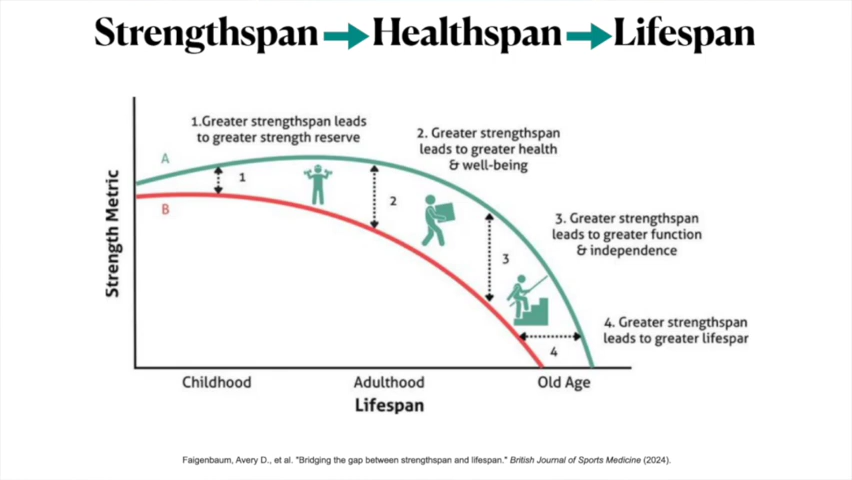 Strengthspan → Healthspan → Lifespan
1.Greater strengthspan leads
to greater strength reserve
2. Greater strengthspan
leads to greater health
& well-being
A
1
B
2
3. Greater strengthspan
leads to greater function
& independence
3
4. Greater strengthspan
leads to greater lifespar
4
Strength Metric
Childhood
Adulthood
Old Age
Lifespan
Faigenbaum, Avery D., et al. "Bridging the gap between strengthspan and lifespan." British Journal of Sports Medicine (2024).